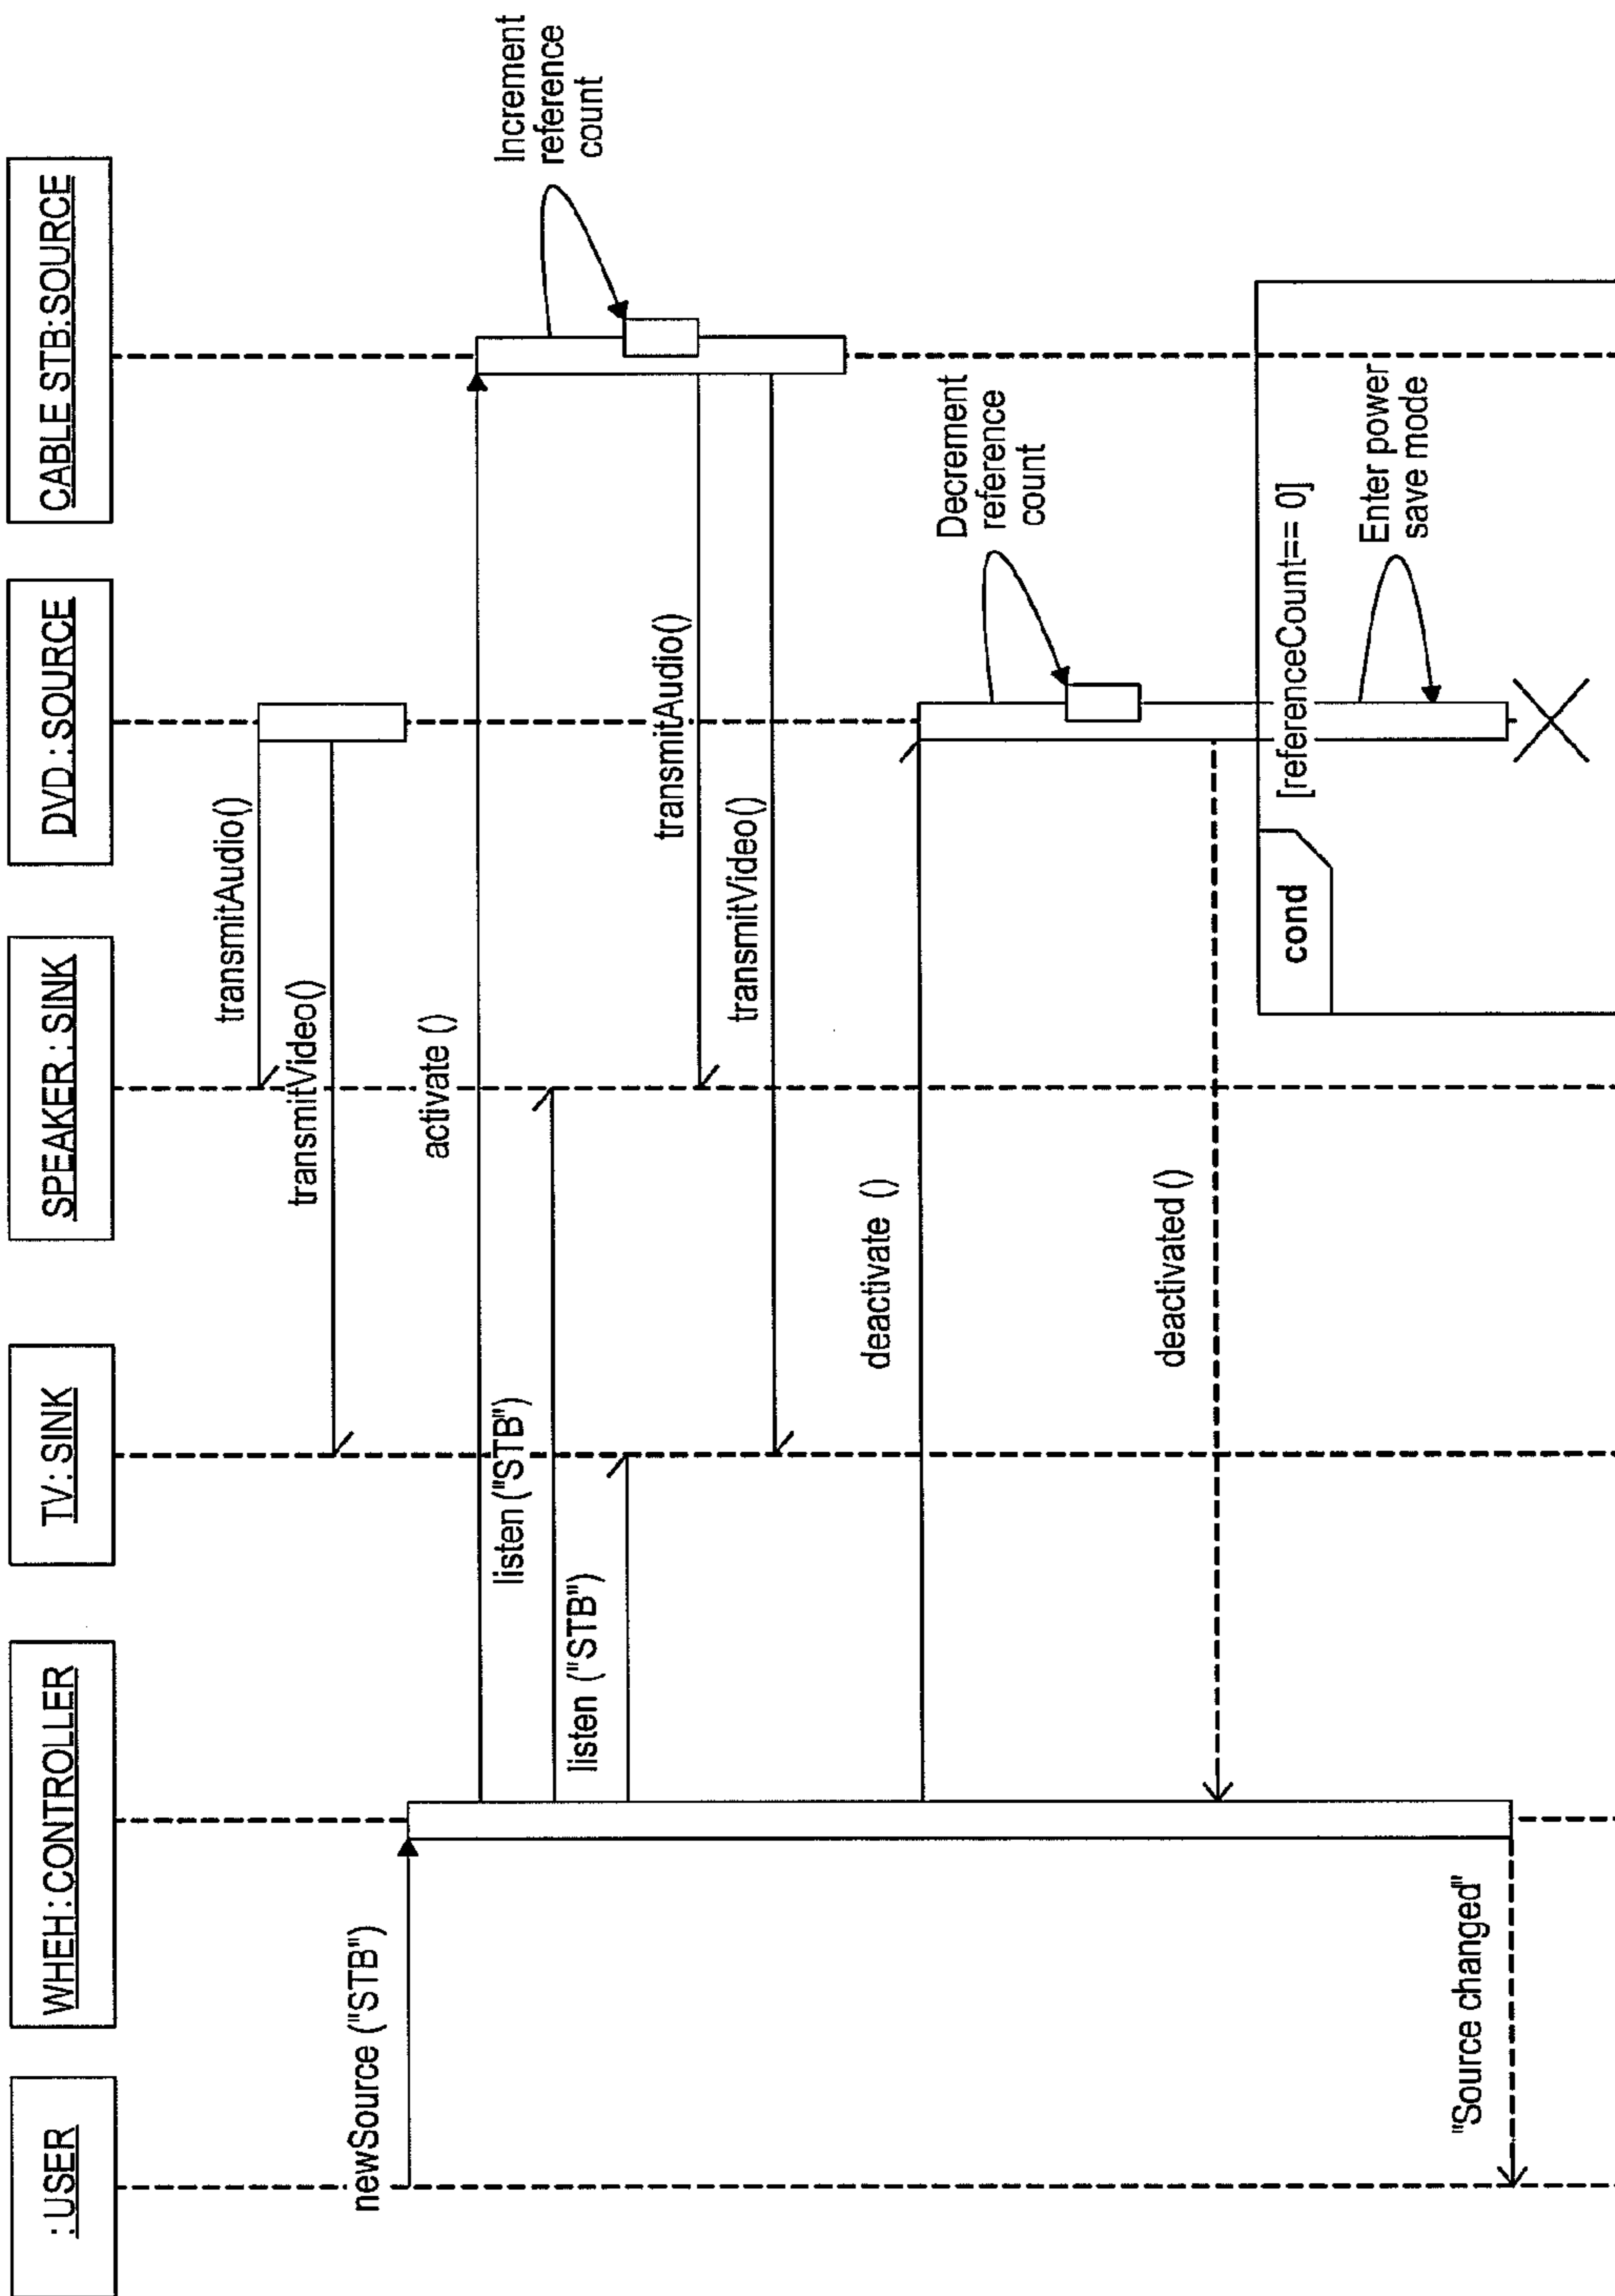 :USER
WHEH:CONTROLLER
TV:SINK
SPEAKER:SINK
DVD:SOURCE
CABLE STB:SOURCE
transmitAudio()
transmitVideo()
newSource ("STB")
activate ()
listen ("STB")
Increment
reference
count
listen ("STB")
transmitAudio()
transmitVideo()
deactivate ()
Decrement
reference
count
deactivated ()
cond
[referenceCount== 0]
Enter power
save mode
"Source changed"